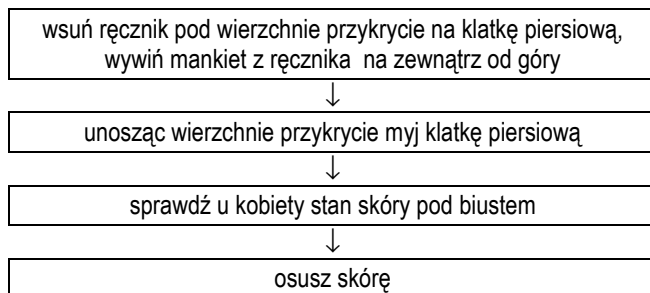 wsuń ręcznik pod wierzchnie przykrycie na klatkę piersiową,
wywiń mankiet z ręcznika na zewnątrz od góry
↓
unosząc wierzchnie przykrycie myj klatkę piersiową
↓
sprawdź u kobiety stan skóry pod biustem
↓
osusz skórę